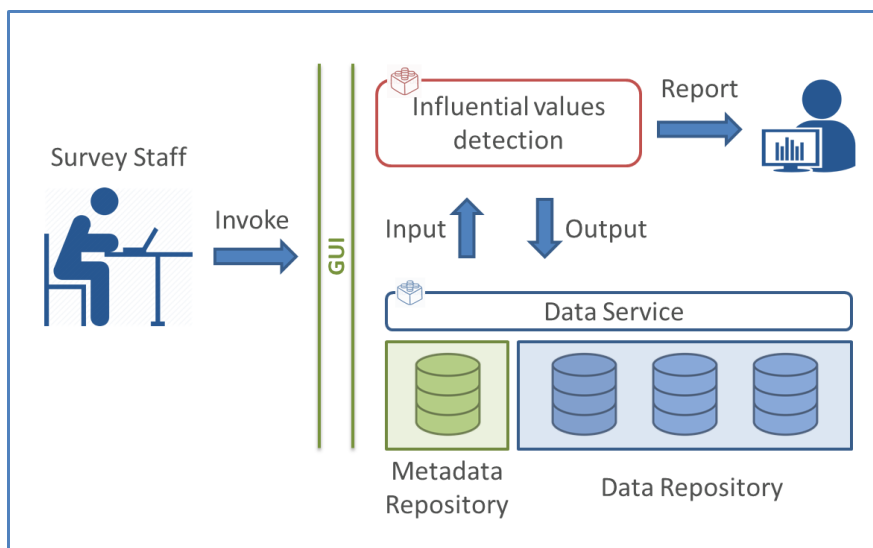 Survey Staff
Invoke
GUI
Influential values
detection
Report
Input
Output
Data Service
Metadata
Repository
Data Repository